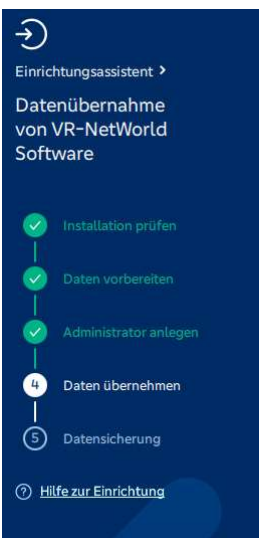 Einrichtungsassistent >
Datenübernahme
von VR-NetWorld
Software
Installation prüfen
Daten vorbereiten
Administrator anlegen
4 Daten übernehmen
5 Datensicherung
? Hilfe zur Einrichtung